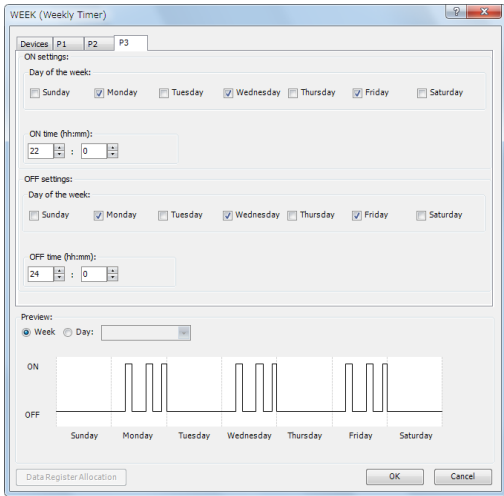 WEEK (Weekly Timer)
Devices P1 P2 P3
ON settings:
Day of the week:
Sunday Monday Tuesday Wednesday Thursday Friday Saturday
ON time (hh:mm):
22 : 0
OFF settings:
Day of the week:
Sunday Monday Tuesday Wednesday Thursday Friday Saturday
OFF time (hh:mm):
24 : 0
Preview:
Week Day:
ON
OFF
Sunday Monday Tuesday Wednesday Thursday Friday Saturday
Data Register Allocation OK Cancel